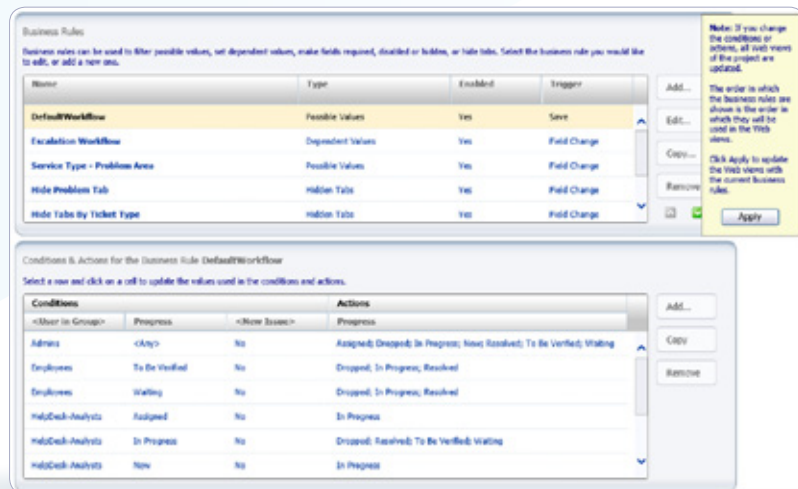 Business Rules
Business rules can be used to filter possible values, set dependent values, make fields required, disabled or hidden, or hide tabs. Select the business rule you would like
to edit, or add a new one.
Name Type Enabled Trigger
DefaultWorkflow Possible Values Yes Save
Escalation Workflow Dependent Values Yes Field Change
Service Type - Problem Area Possible Values Yes Field Change
Hide Problem Tab Hidden Tabs Yes Field Change
Hide Tabs By Ticket Type Hidden Tabs Yes Field Change
Add...
Edit...
Copy...
Remove
Note: If you change
the conditions or
actions, all Web views
of the project are
updated.
The order in which
the business rules are
shown is the order in
which they will be
used in the Web
views.
Click Apply to update
the Web views with
the current business
rules.
Apply
Conditions & Actions for the Business Rule DefaultWorkflow
Select a row and click on a cell to update the values used in the conditions and actions.
Conditions Actions
<User in Group> Progress <New Issue> Progress
Admins <Any> No Assigned; Dropped; In Progress; New; Resolved; To Be Verified; Waiting
Employees To Be Verified No Dropped; In Progress; Resolved
Employees Waiting No Dropped; In Progress; Resolved
HelpDesk-Analysts Assigned No In Progress
HelpDesk-Analysts In Progress No Dropped; Resolved; To Be Verified; Waiting
HelpDesk-Analysts New No In Progress
Add...
Copy
Remove